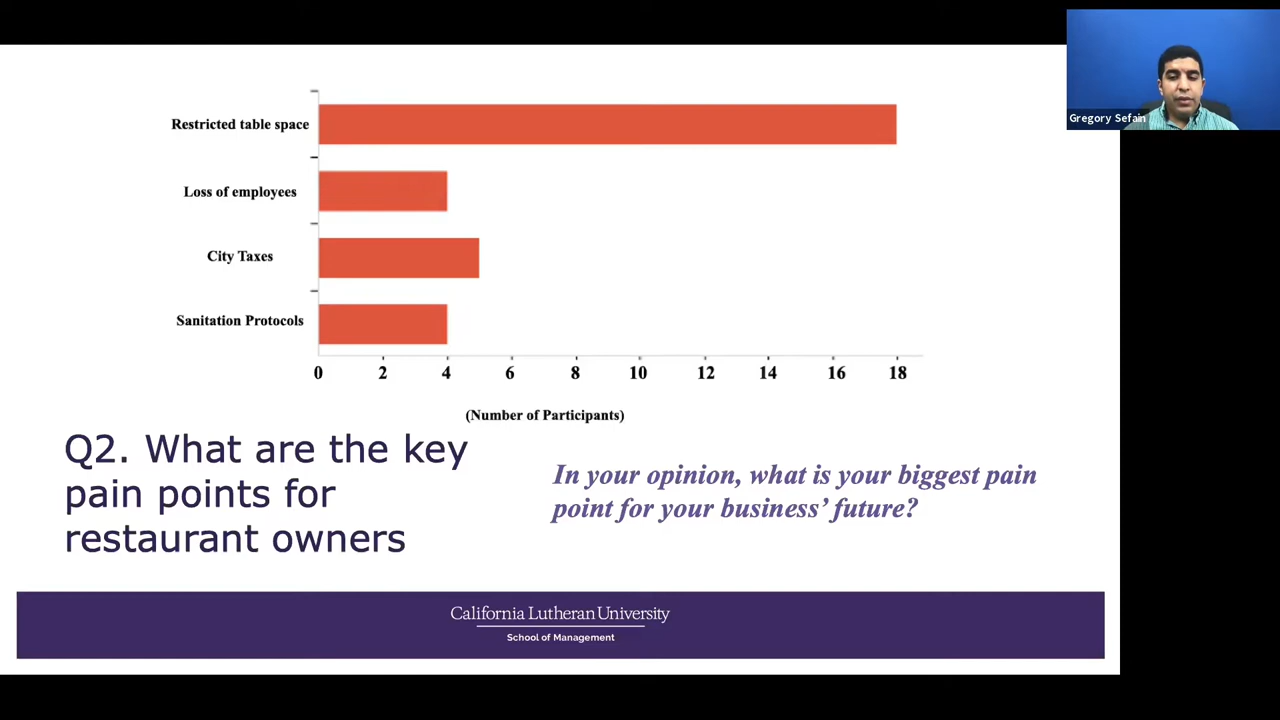 Restricted table space
Loss of employees
City Taxes
Sanitation Protocols
0 2 4 6 8 10 12 14 16 18
(Number of Participants)
Q2. What are the key
pain points for
restaurant owners
In your opinion, what is your biggest pain
point for your business’ future?
California Lutheran University
School of Management
Gregory Sefain